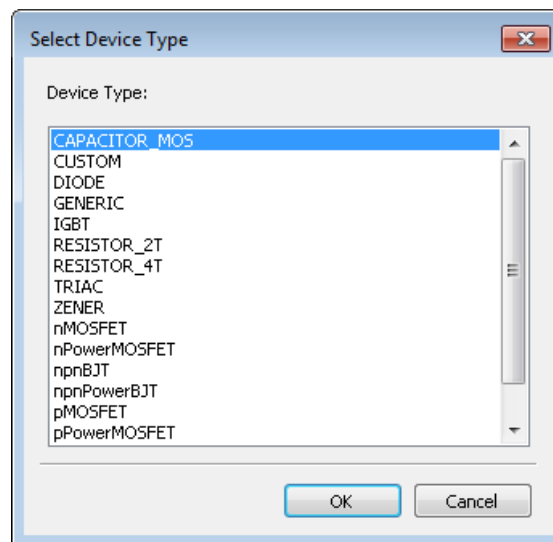 Select Device Type
Device Type:
CAPACITOR_MOS
CUSTOM
DIODE
GENERIC
IGBT
RESISTOR_2T
RESISTOR_4T
TRIAC
ZENER
nMOSFET
nPowerMOSFET
npnBJT
npnPowerBJT
pMOSFET
pPowerMOSFET
OK Cancel